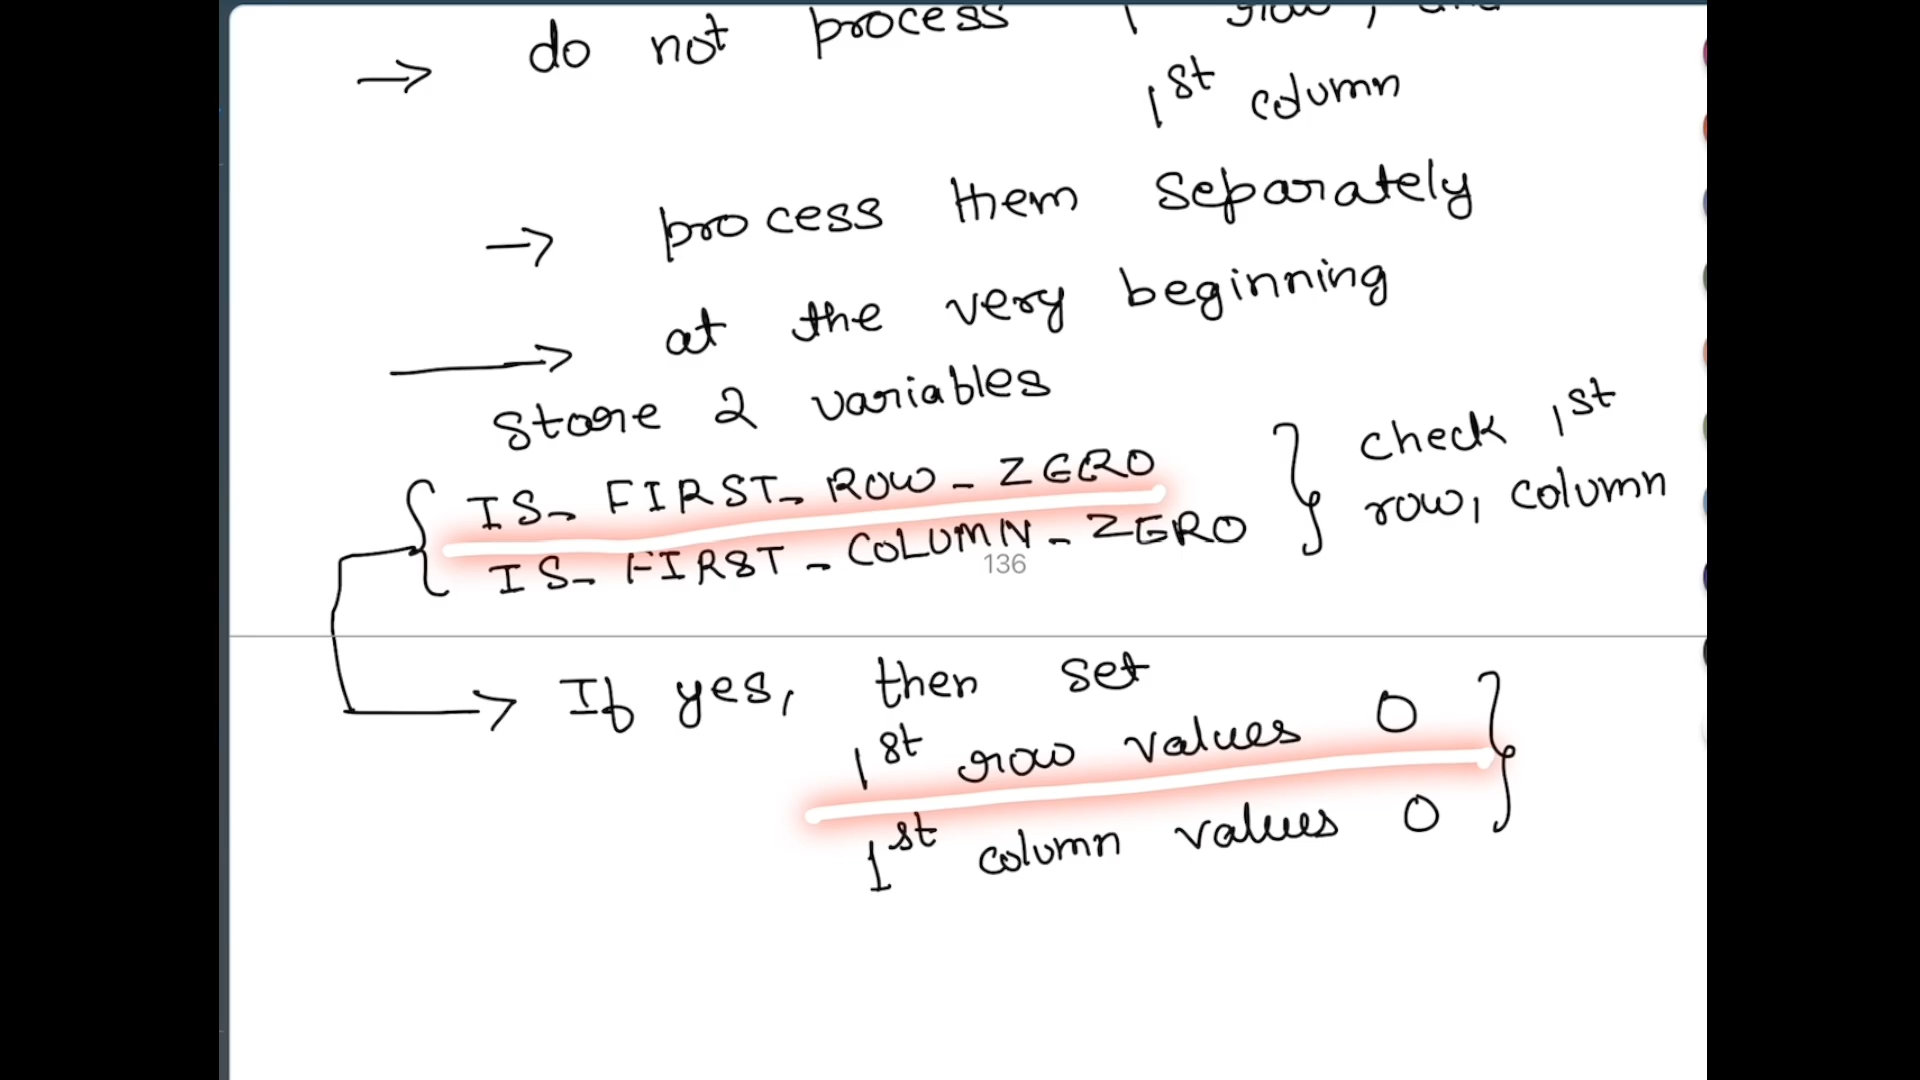 → do not process 1
1st column
→ process them separately
→ at the very beginning
store 2 variables
IS_FIRST_ROW_ZERO
IS_FIRST_COLUMN_ZERO
} check 1st
row, column
136
→ If yes, then set
1st row values 0
1st column values 0